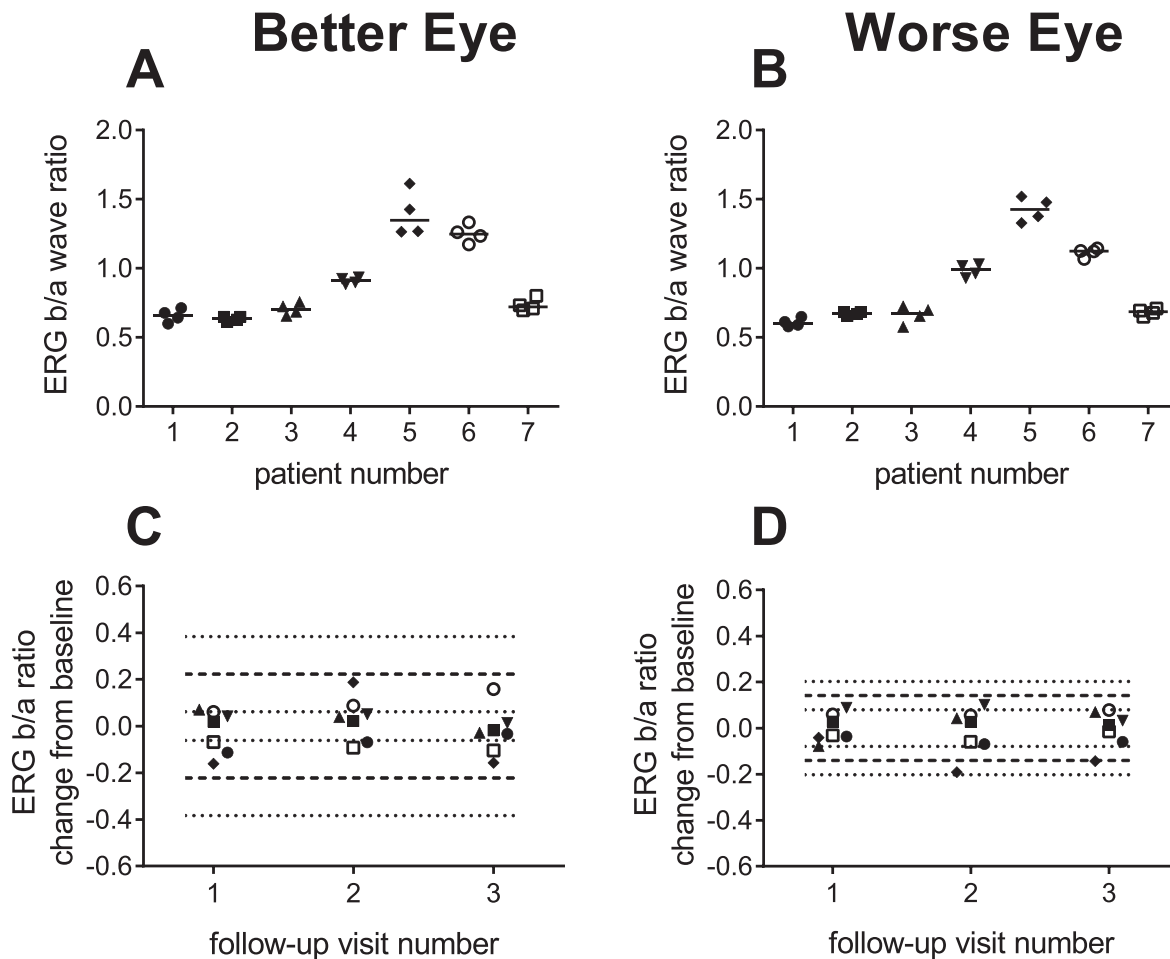 Better Eye
Worse Eye
A
ERG b/a wave ratio
2.0
1.5
1.0
0.5
0.0
1 2 3 4 5 6 7
patient number
B
ERG b/a wave ratio
2.0
1.5
1.0
0.5
0.0
1 2 3 4 5 6 7
patient number
C
ERG b/a ratio
change from baseline
0.6
0.4
0.2
0.0
-0.2
-0.4
-0.6
1 2 3
follow-up visit number
D
ERG b/a ratio
change from baseline
0.6
0.4
0.2
0.0
-0.2
-0.4
-0.6
1 2 3
follow-up visit number